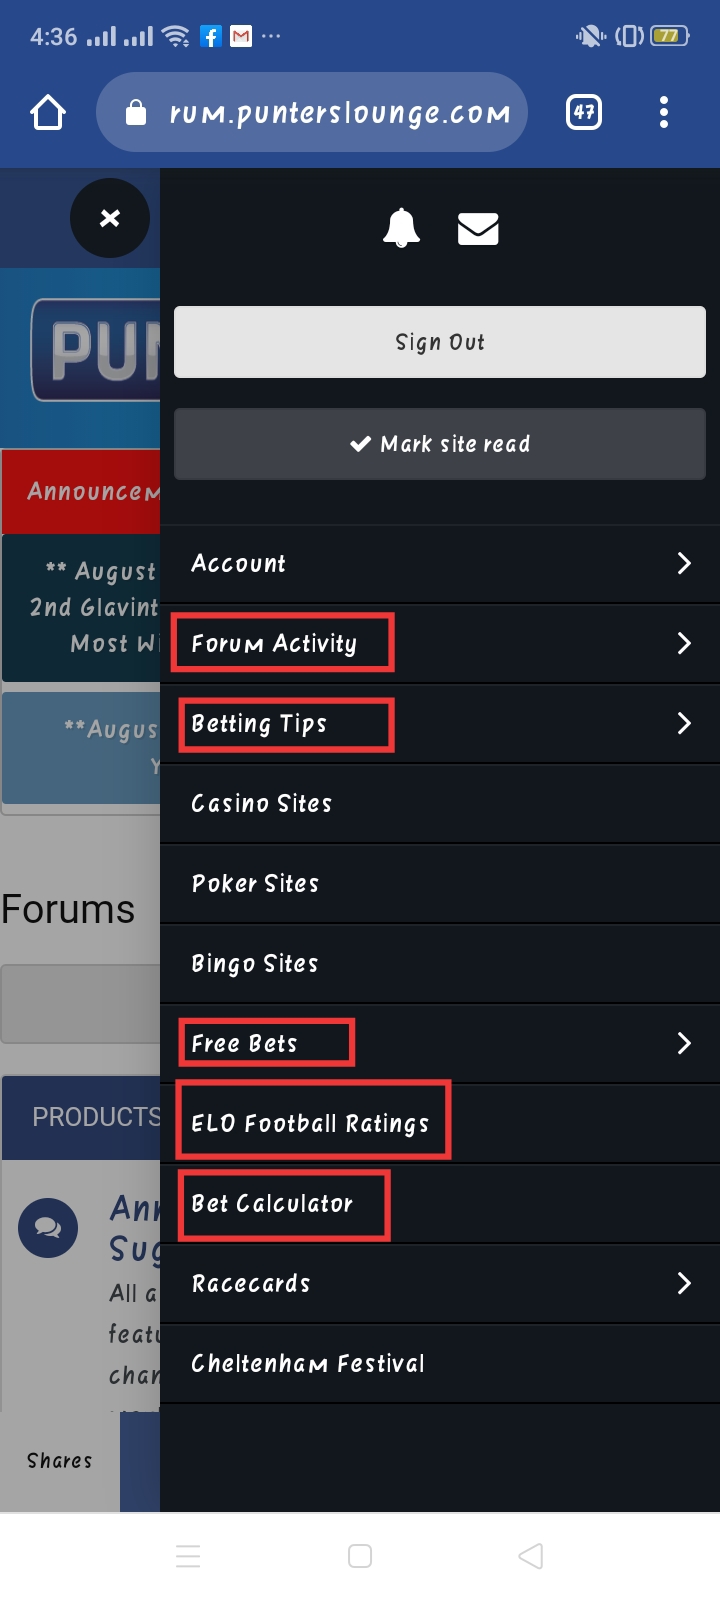 4:36
77
rum.punterslounge.com
47
PUN
Sign Out
Mark site read
Announcem
** August
2nd Glavint
Most Wi
**Augus
Y
Account
Forum Activity
Betting Tips
Casino Sites
Poker Sites
Bingo Sites
Free Bets
ELO Football Ratings
Bet Calculator
Racecards
Cheltenham Festival
Forums
PRODUCTS
Ann
Sug
All a
featu
chan
Shares